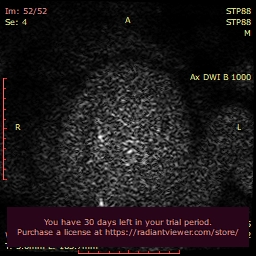 Im: 52/52
Se: 4
A
STP88
STP88
M
Ax DWI B 1000
R
L
You have 30 days left in your trial period.
Purchase a license at https://radiantviewer.com/store/